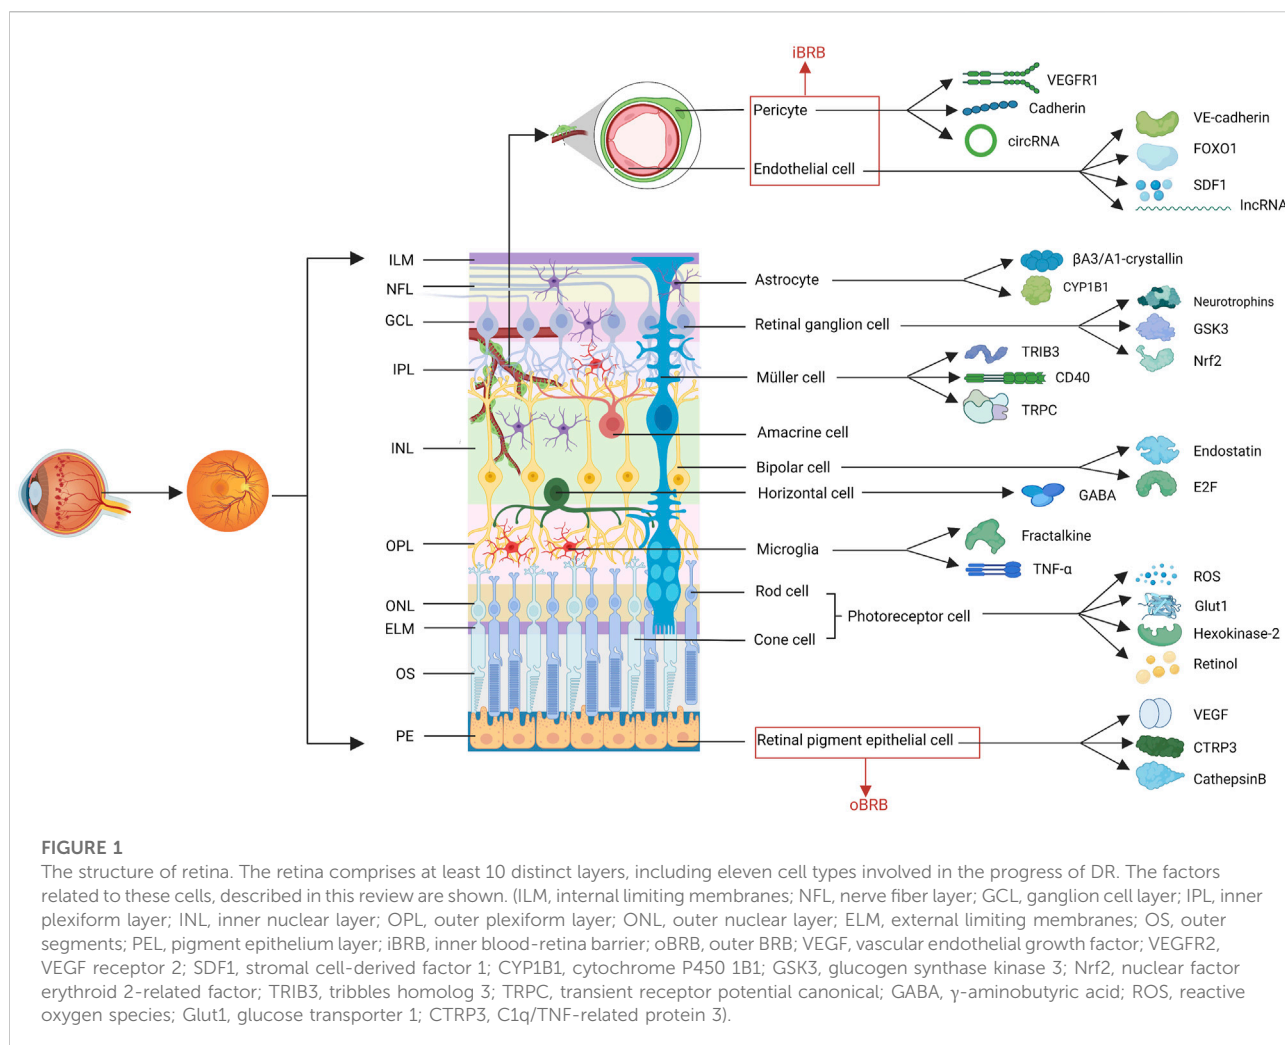 iBRB
Pericyte
VEGFR1
Cadherin
circRNA
Endothelial cell
VE-cadherin
FOXO1
SDF1
lncRNA
ILM
NFL
GCL
IPL
INL
OPL
ONL
ELM
OS
PE
Astrocyte
βA3/A1-crystallin
CYP1B1
Retinal ganglion cell
Neurotrophins
GSK3
Nrf2
Müller cell
TRIB3
CD40
TRPC
Amacrine cell
Bipolar cell
Endostatin
E2F
Horizontal cell
GABA
Microglia
Fractalkine
TNF-α
Rod cell
Cone cell
Photoreceptor cell
ROS
Glut1
Hexokinase-2
Retinol
Retinal pigment epithelial cell
VEGF
CTRP3
CathepsinB
oBRB
FIGURE 1
The structure of retina. The retina comprises at least 10 distinct layers, including eleven cell types involved in the progress of DR. The factors
related to these cells, described in this review are shown. (ILM, internal limiting membranes; NFL, nerve fiber layer; GCL, ganglion cell layer; IPL, inner
plexiform layer; INL, inner nuclear layer; OPL, outer plexiform layer; ONL, outer nuclear layer; ELM, external limiting membranes; OS, outer
segments; PEL, pigment epithelium layer; iBRB, inner blood-retina barrier; oBRB, outer BRB; VEGF, vascular endothelial growth factor; VEGFR2,
VEGF receptor 2; SDF1, stromal cell-derived factor 1; CYP1B1, cytochrome P450 1B1; GSK3, glucogen synthase kinase 3; Nrf2, nuclear factor
erythroid 2-related factor; TRIB3, tribbles homolog 3; TRPC, transient receptor potential canonical; GABA, γ-aminobutyric acid; ROS, reactive
oxygen species; Glut1, glucose transporter 1; CTRP3, C1q/TNF-related protein 3).